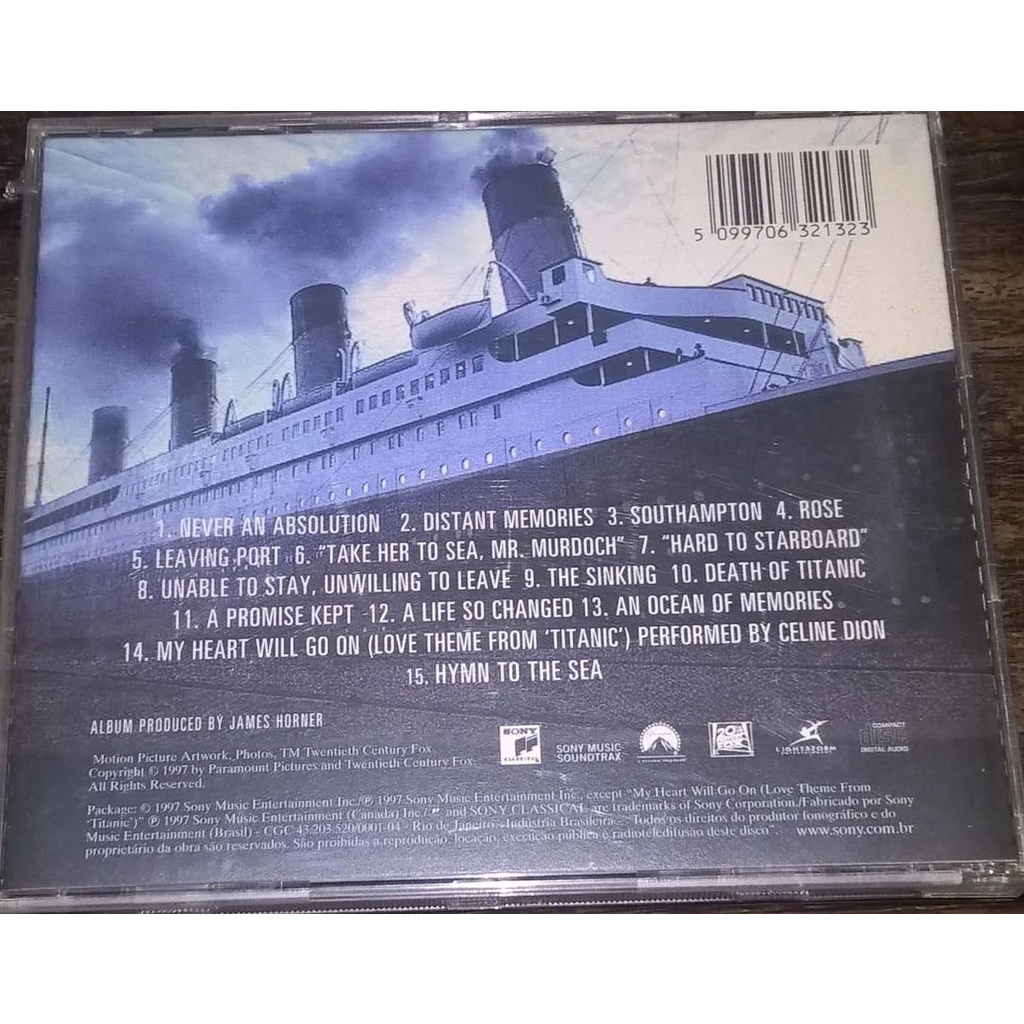 5 099706 321323
1. NEVER AN ABSOLUTION 2. DISTANT MEMORIES 3. SOUTHAMPTON 4. ROSE
5. LEAVING PORT 6. "TAKE HER TO SEA, MR. MURDOCH" 7. "HARD TO STARBOARD"
8. UNABLE TO STAY, UNWILLING TO LEAVE 9. THE SINKING 10. DEATH OF TITANIC
11. A PROMISE KEPT 12. A LIFE SO CHANGED 13. AN OCEAN OF MEMORIES
14. MY HEART WILL GO ON (LOVE THEME FROM 'TITANIC') PERFORMED BY CELINE DION
15. HYMN TO THE SEA
ALBUM PRODUCED BY JAMES HORNER
Motion Picture Artwork, Photos, TM Twentieth Century Fox
Copyright © 1997 by Paramount Pictures and Twentieth Century Fox.
All Rights Reserved.
SONY
CLASSICAL
SONY MUSIC
SOUNDTRAX
20TH
LIGHTSTORM
COMPACT
disc
DIGITAL AUDIO
Package: © 1997 Sony Music Entertainment Inc./℗ 1997 Sony Music Entertainment Inc., except "My Heart Will Go On (Love Theme From
'Titanic')" ℗ 1997 Sony Music Entertainment (Canada) Inc./ and SONY CLASSICAL are trademarks of Sony Corporation./Fabricado por Sony
Music Entertainment (Brasil) - CGC 43.203.520/0001-04 - Rio de Janeiro - Indústria Brasileira. "Todos os direitos do produtor fonográfico e do
proprietário da obra são reservados. São proibidas a reprodução, locação, execução pública e radioteledifusão deste disco". www.sony.com.br